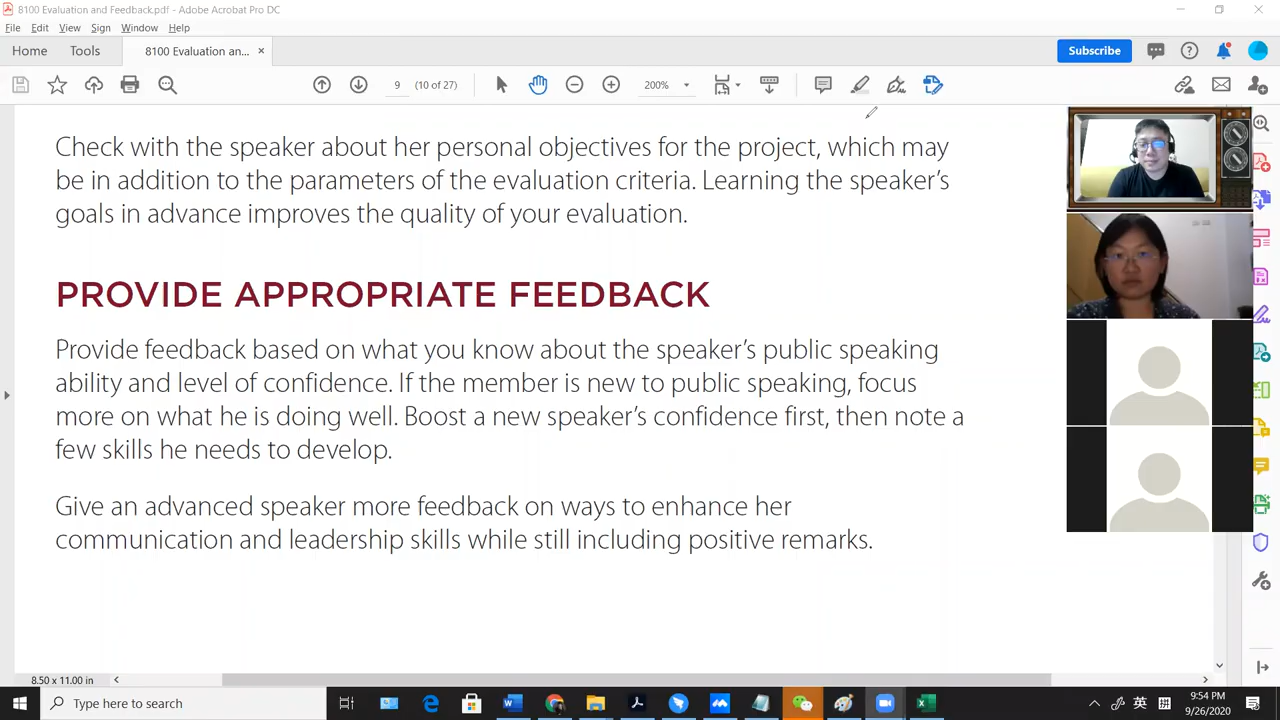 8100 Evaluation and Feedback.pdf - Adobe Acrobat Pro DC
File Edit View Sign Window Help
Home Tools 8100 Evaluation an... × Subscribe
9 (10 of 27) 200%
Check with the speaker about her personal objectives for the project, which may
be in addition to the parameters of the evaluation criteria. Learning the speaker’s
goals in advance improves the quality of your evaluation.
PROVIDE APPROPRIATE FEEDBACK
Provide feedback based on what you know about the speaker’s public speaking
ability and level of confidence. If the member is new to public speaking, focus
more on what he is doing well. Boost a new speaker’s confidence first, then note a
few skills he needs to develop.
Give an advanced speaker more feedback on ways to enhance her
communication and leadership skills while still including positive remarks.
8.50 x 11.00 in
Type here to search
英 拼 9:54 PM
9/26/2020